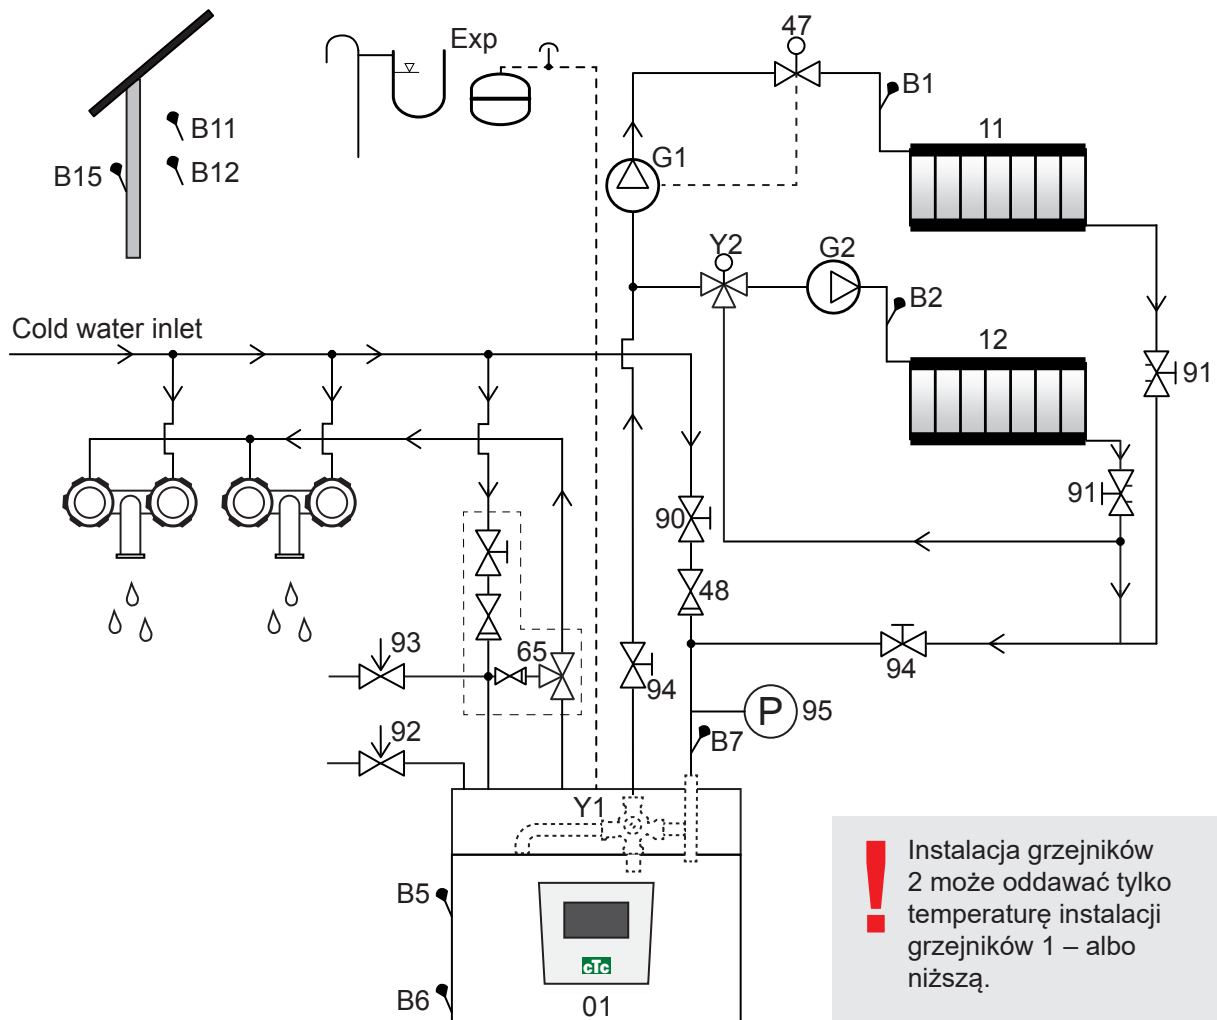 47
Exp
B1
B11
11
G1
B15
B12
Y2
G2
B2
Cold water inlet
12
91
91
90
48
93
65
94
94
P
95
92
B7
Y1
Instalacja grzejników
2 może oddawać tylko
temperaturę instalacji
grzejników 1 – albo
niższą.
B5
cTc
B6
01